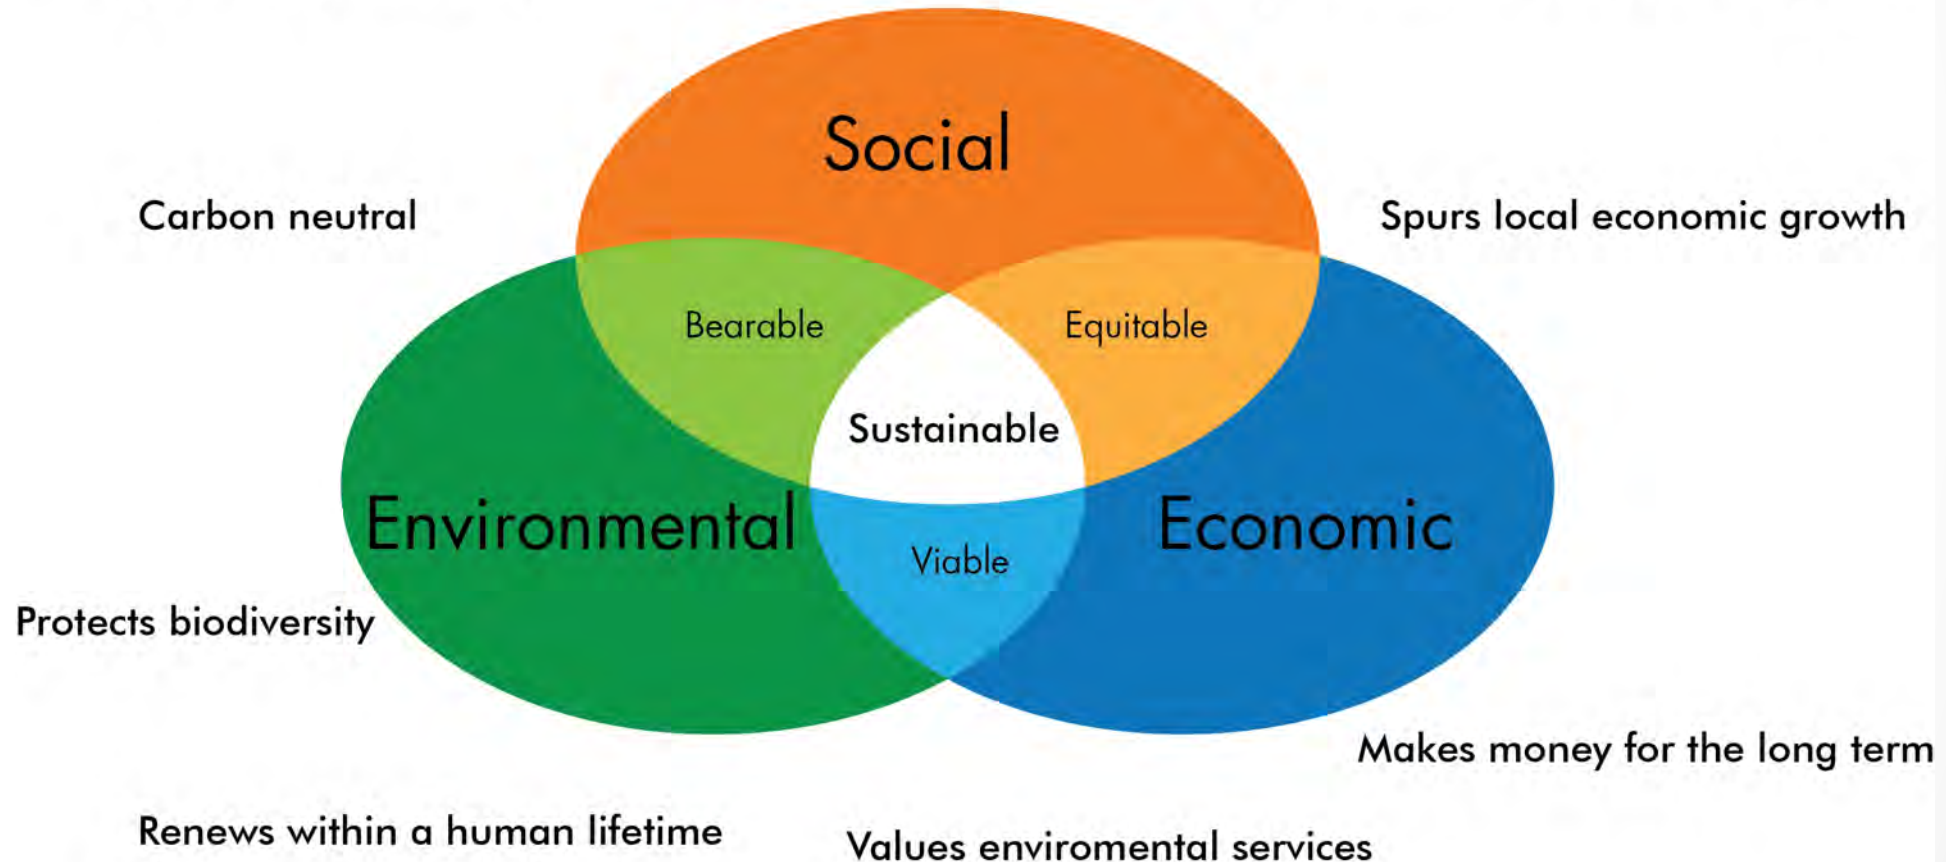 Social
Carbon neutral
Spurs local economic growth
Bearable
Equitable
Sustainable
Environmental
Economic
Viable
Protects biodiversity
Makes money for the long term
Renews within a human lifetime
Values enviromental services